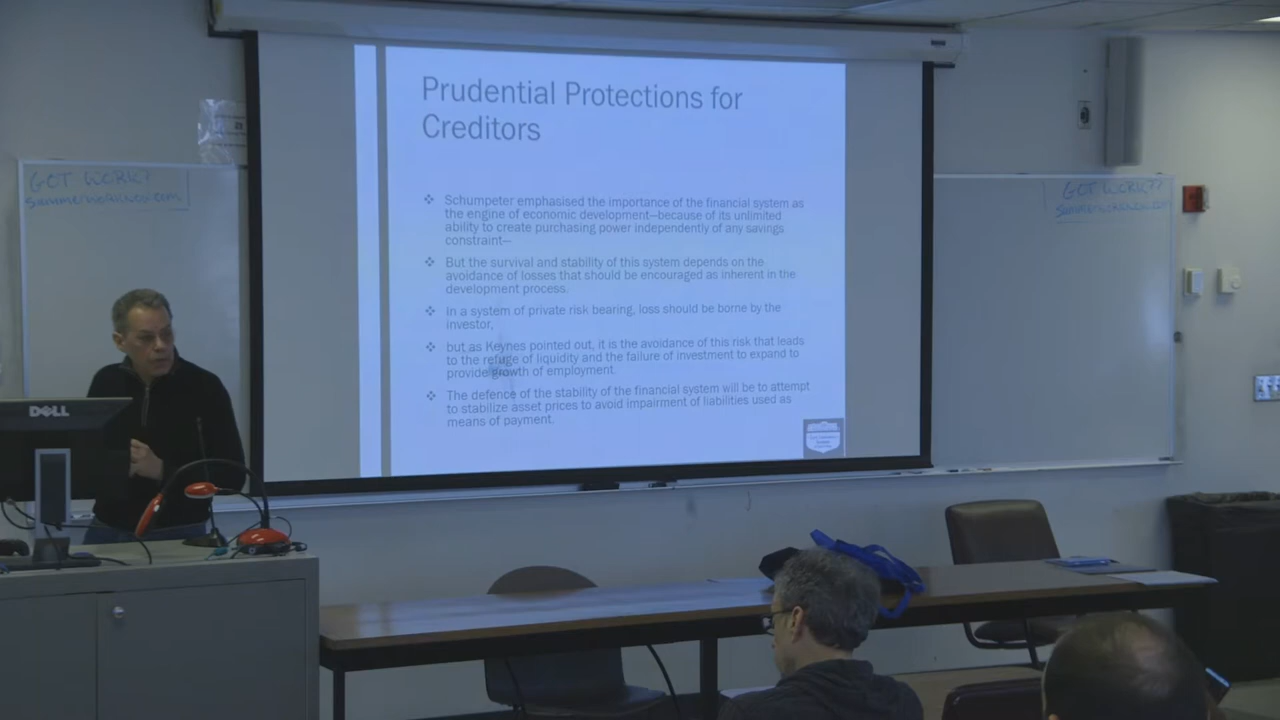 Prudential Protections for
Creditors
Schumpeter emphasised the importance of the financial system as
the engine of economic development—because of its unlimited
ability to create purchasing power independently of any savings
constraint—
But the survival and stability of this system depends on the
avoidance of losses that should be encouraged as inherent in the
development process.
In a system of private risk bearing, loss should be borne by the
investor,
but as Keynes pointed out, it is the avoidance of this risk that leads
to the refuge of liquidity and the failure of investment to expand to
provide growth of employment.
The defence of the stability of the financial system will be to attempt
to stabilize asset prices to avoid impairment of liabilities used as
means of payment.
GOT WORK?
GOT WORK??
DELL